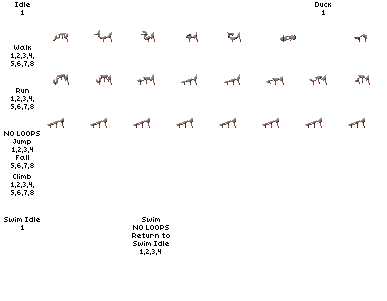 Idle
1
Duck
1
Walk
1,2,3,4,
5,6,7,8
Run
1,2,3,4,
5,6,7,8
NO LOOPS
Jump
1,2,3,4
Fall
5,6,7,8
Climb
1,2,3,4,
5,6,7,8
Swim Idle
1
Swim
NO LOOPS
Return to
Swim Idle
1,2,3,4